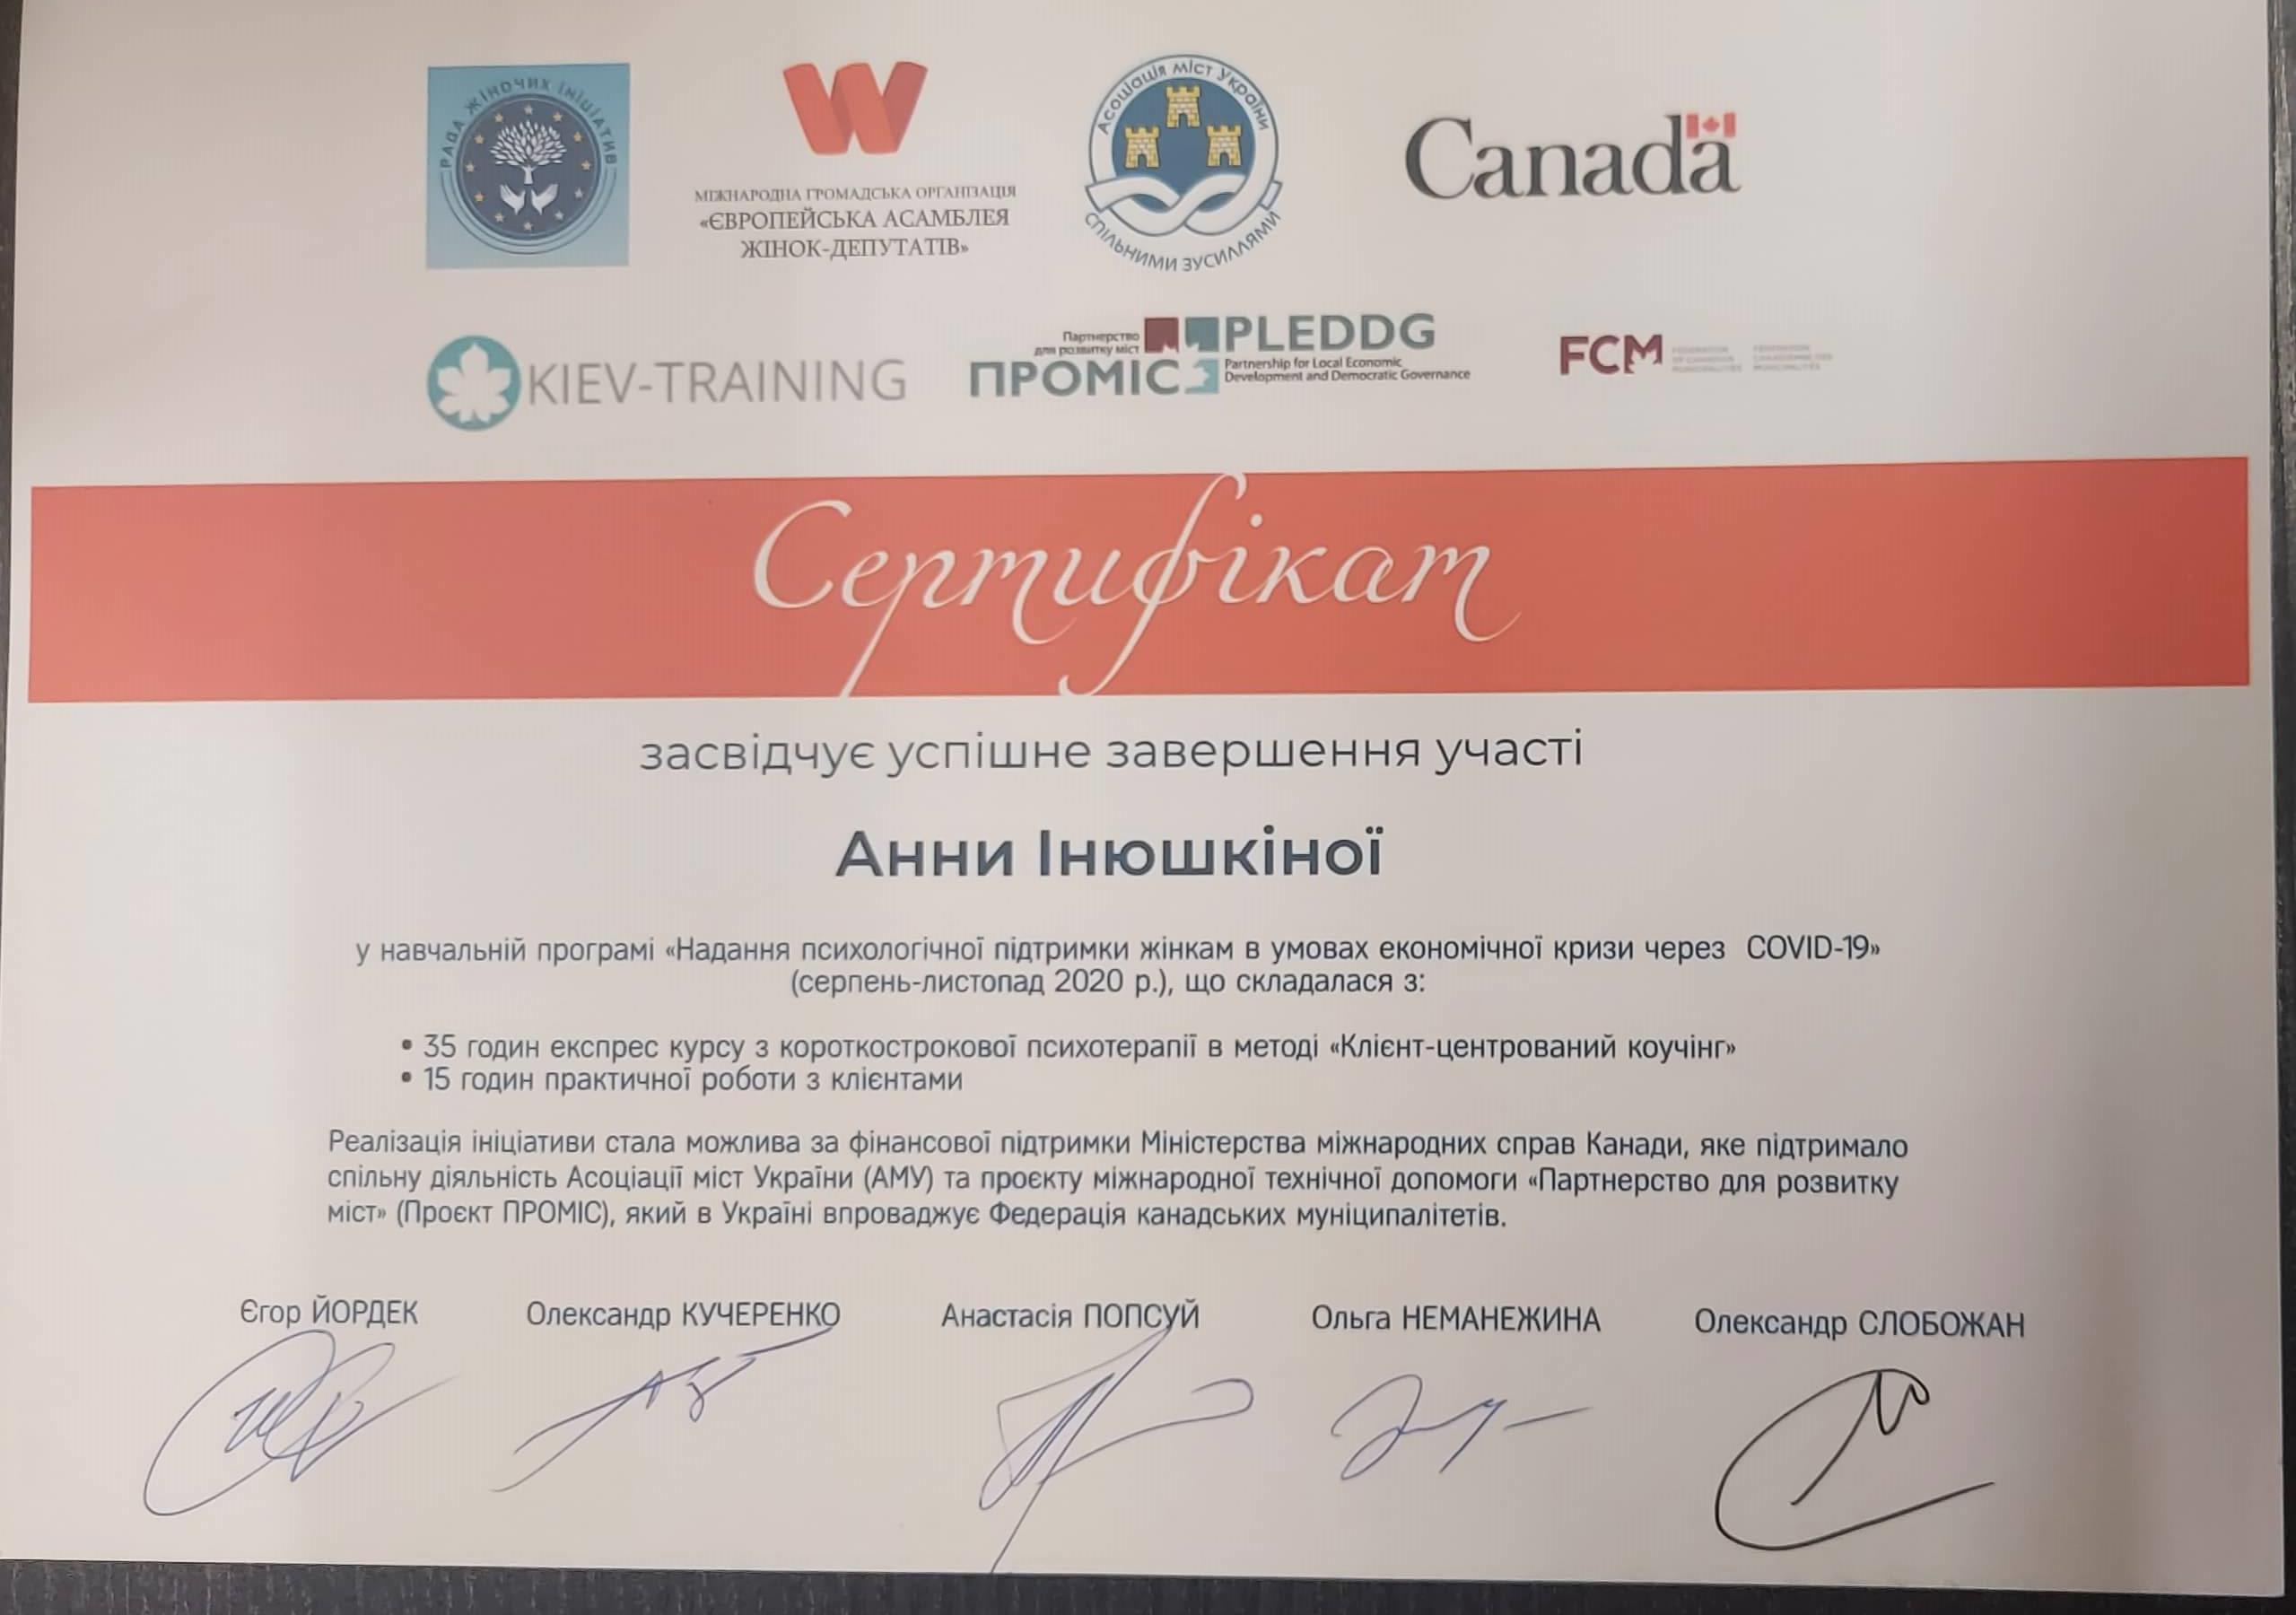 РАДА ЖІНОЧИХ ІНІЦІАТИВ
МІЖНАРОДНА ГРОМАДСЬКА ОРГАНІЗАЦІЯ
«ЄВРОПЕЙСЬКА АСАМБЛЕЯ
ЖІНОК-ДЕПУТАТІВ»
Асоціація міст України
СПІЛЬНИМИ ЗУСИЛЛЯМИ
Canada
KIEV-TRAINING
Партнерство
для розвитку міст
ПРОМІС
PLEDDG
Partnership for Local Economic
Development and Democratic Governance
FCM
Сертифікат
засвідчує успішне завершення участі
Анни Інюшкіної
у навчальній програмі «Надання психологічної підтримки жінкам в умовах економічної кризи через COVID-19»
(серпень-листопад 2020 р.), що складалася з:
• 35 годин експрес курсу з короткострокової психотерапії в методі «Клієнт-центрований коучінг»
• 15 годин практичної роботи з клієнтами
Реалізація ініціативи стала можлива за фінансової підтримки Міністерства міжнародних справ Канади, яке підтримало
спільну діяльність Асоціації міст України (АМУ) та проєкту міжнародної технічної допомоги «Партнерство для розвитку
міст» (Проєкт ПРОМІС), який в Україні впроваджує Федерація канадських муніципалітетів.
Єгор ЙОРДЕК
Олександр КУЧЕРЕНКО
Анастасія ПОПСУЙ
Ольга НЕМАНЕЖИНА
Олександр СЛОБОЖАН